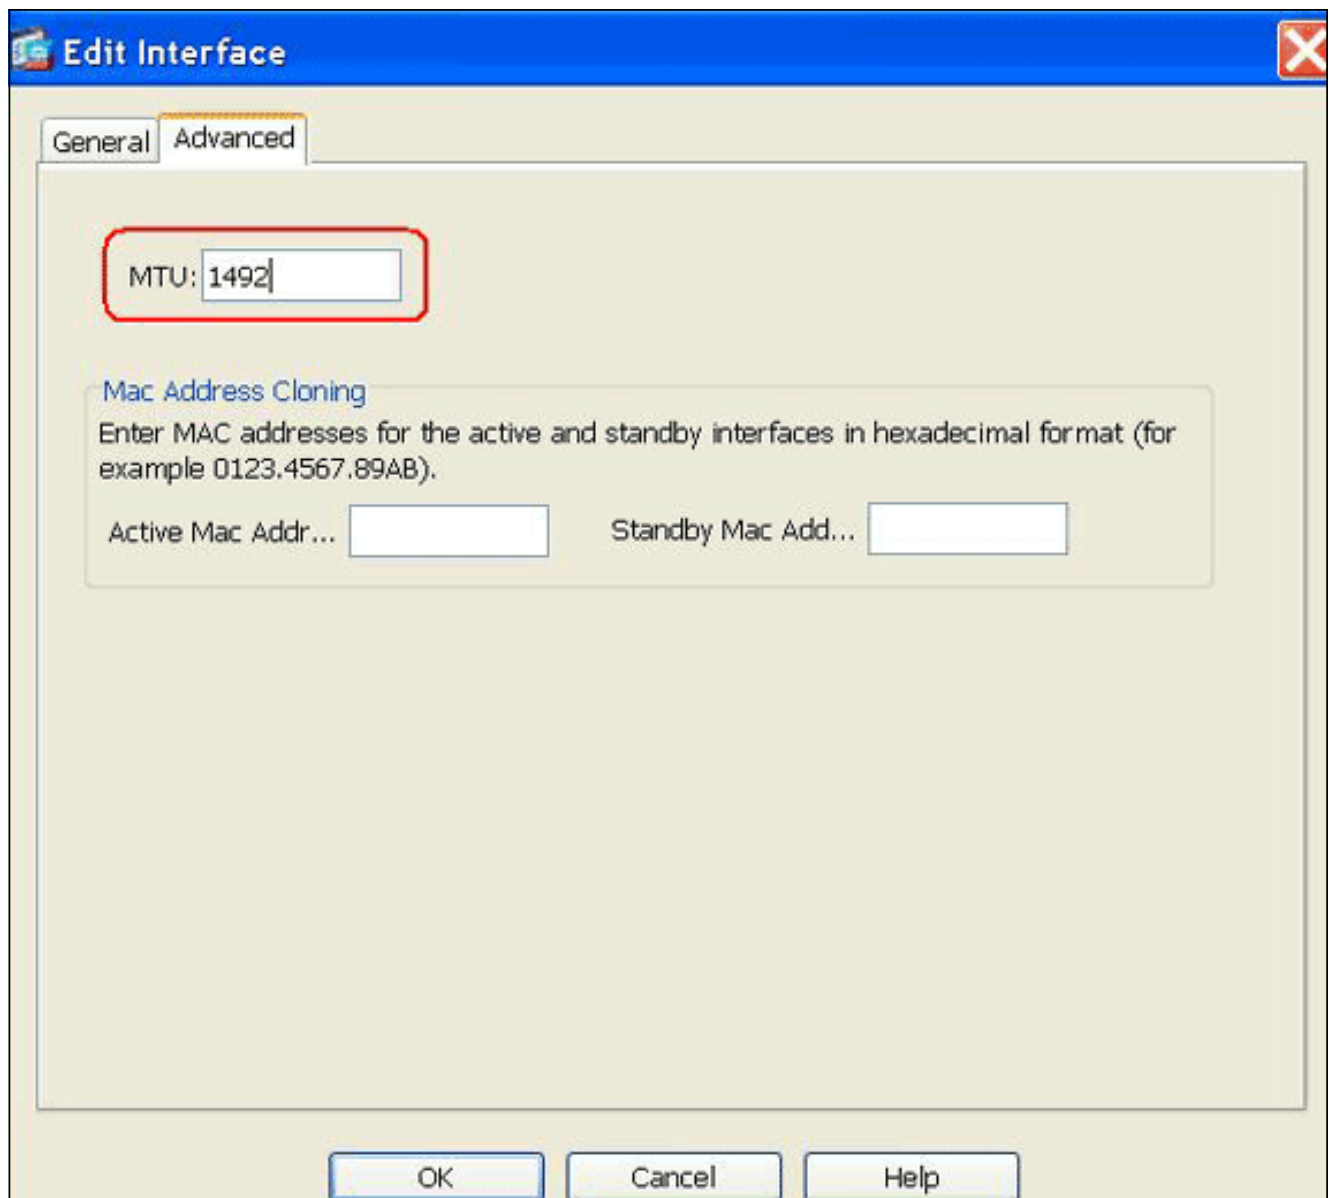 Edit Interface
General Advanced
MTU: 1492
Mac Address Cloning
Enter MAC addresses for the active and standby interfaces in hexadecimal format (for
example 0123.4567.89AB).
Active Mac Addr... Standby Mac Add...
OK Cancel Help